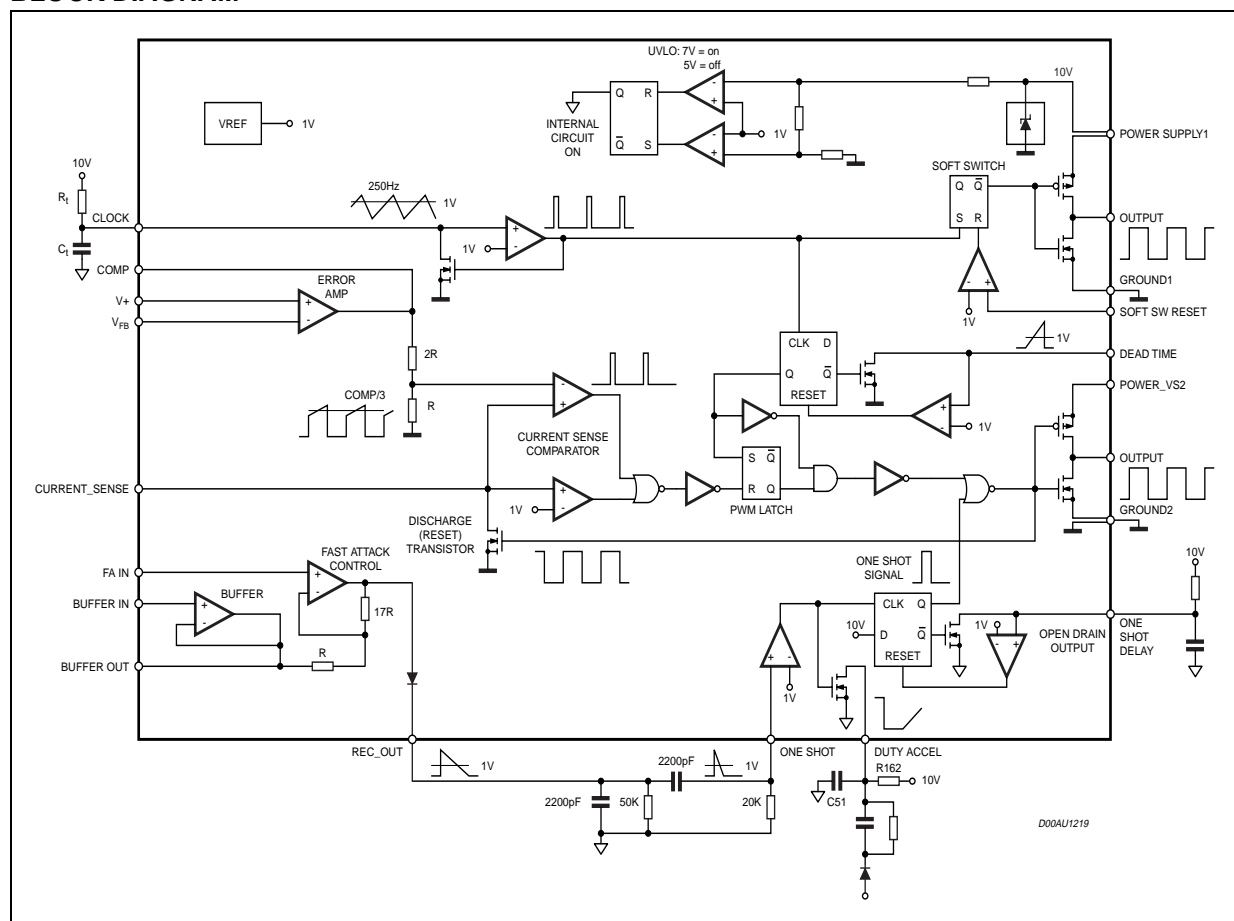 UVLO: 7V = on
5V = off
10V
VREF
1V
Q
R
Q
S
INTERNAL
CIRCUIT
ON
1V
POWER SUPPLY1
SOFT SWITCH
10V
Rt
250Hz
1V
CLOCK
Q
Q
S
R
OUTPUT
Ct
1V
COMP
ERROR
AMP
V+
VFB
GROUND1
1V
SOFT SW RESET
2R
CLK
D
1V
DEAD TIME
COMP/3
R
Q
Q
RESET
POWER_VS2
1V
CURRENT SENSE
COMPARATOR
S
Q
OUTPUT
CURRENT_SENSE
R
Q
1V
PWM LATCH
GROUND2
DISCHARGE
(RESET)
TRANSISTOR
FAST ATTACK
CONTROL
ONE SHOT
SIGNAL
10V
FA IN
BUFFER
BUFFER IN
17R
CLK
Q
10V
D
Q
RESET
1V
OPEN DRAIN
OUTPUT
ONE
SHOT
DELAY
BUFFER OUT
R
1V
REC_OUT
ONE SHOT
DUTY ACCEL
1V
2200pF
1V
R162
10V
2200pF
50K
20K
C51
D00AU1219